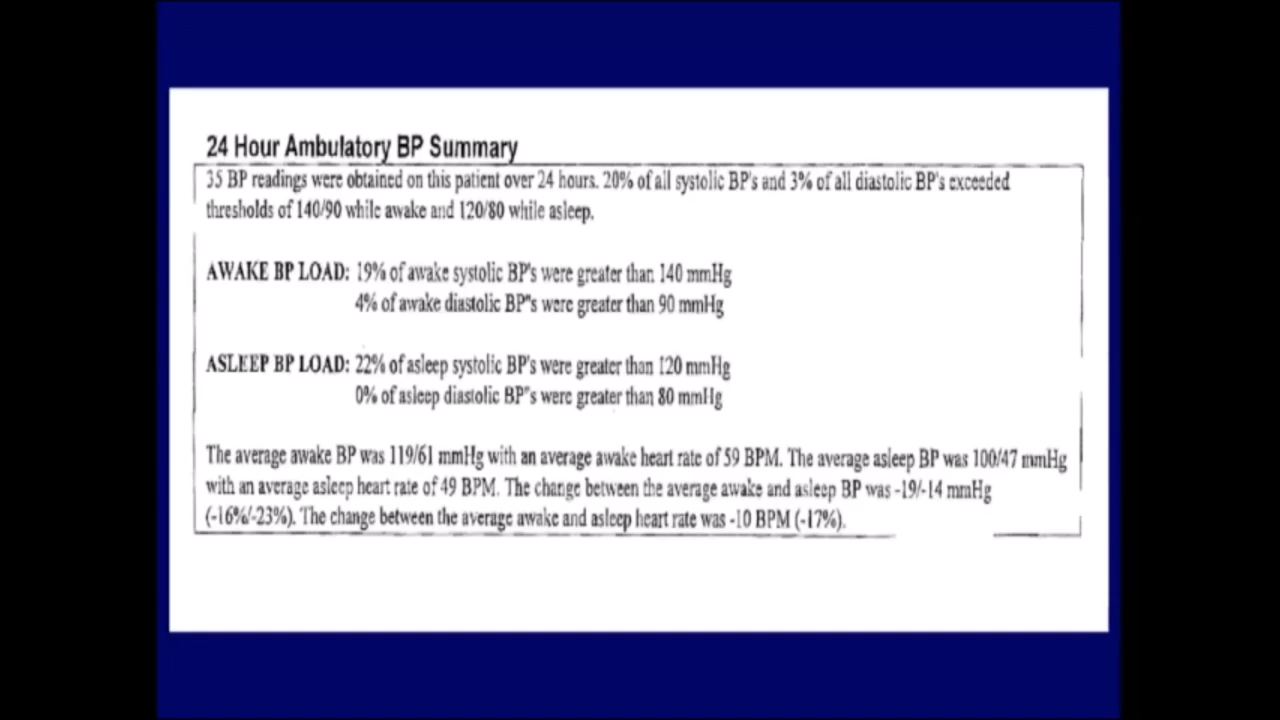 24 Hour Ambulatory BP Summary
35 BP readings were obtained on this patient over 24 hours. 20% of all systolic BP's and 3% of all diastolic BP's exceeded
thresholds of 140/90 while awake and 120/80 while asleep.
AWAKE BP LOAD: 19% of awake systolic BP's were greater than 140 mmHg
4% of awake diastolic BP"s were greater than 90 mmHg
ASLEEP BP LOAD: 22% of asleep systolic BP's were greater than 120 mmHg
0% of asleep diastolic BP"s were greater than 80 mmHg
The average awake BP was 119/61 mmHg with an average awake heart rate of 59 BPM. The average asleep BP was 100/47 mmHg
with an average asleep heart rate of 49 BPM. The change between the average awake and asleep BP was -19/-14 mmHg
(-16%/-23%). The change between the average awake and asleep heart rate was -10 BPM (-17%).